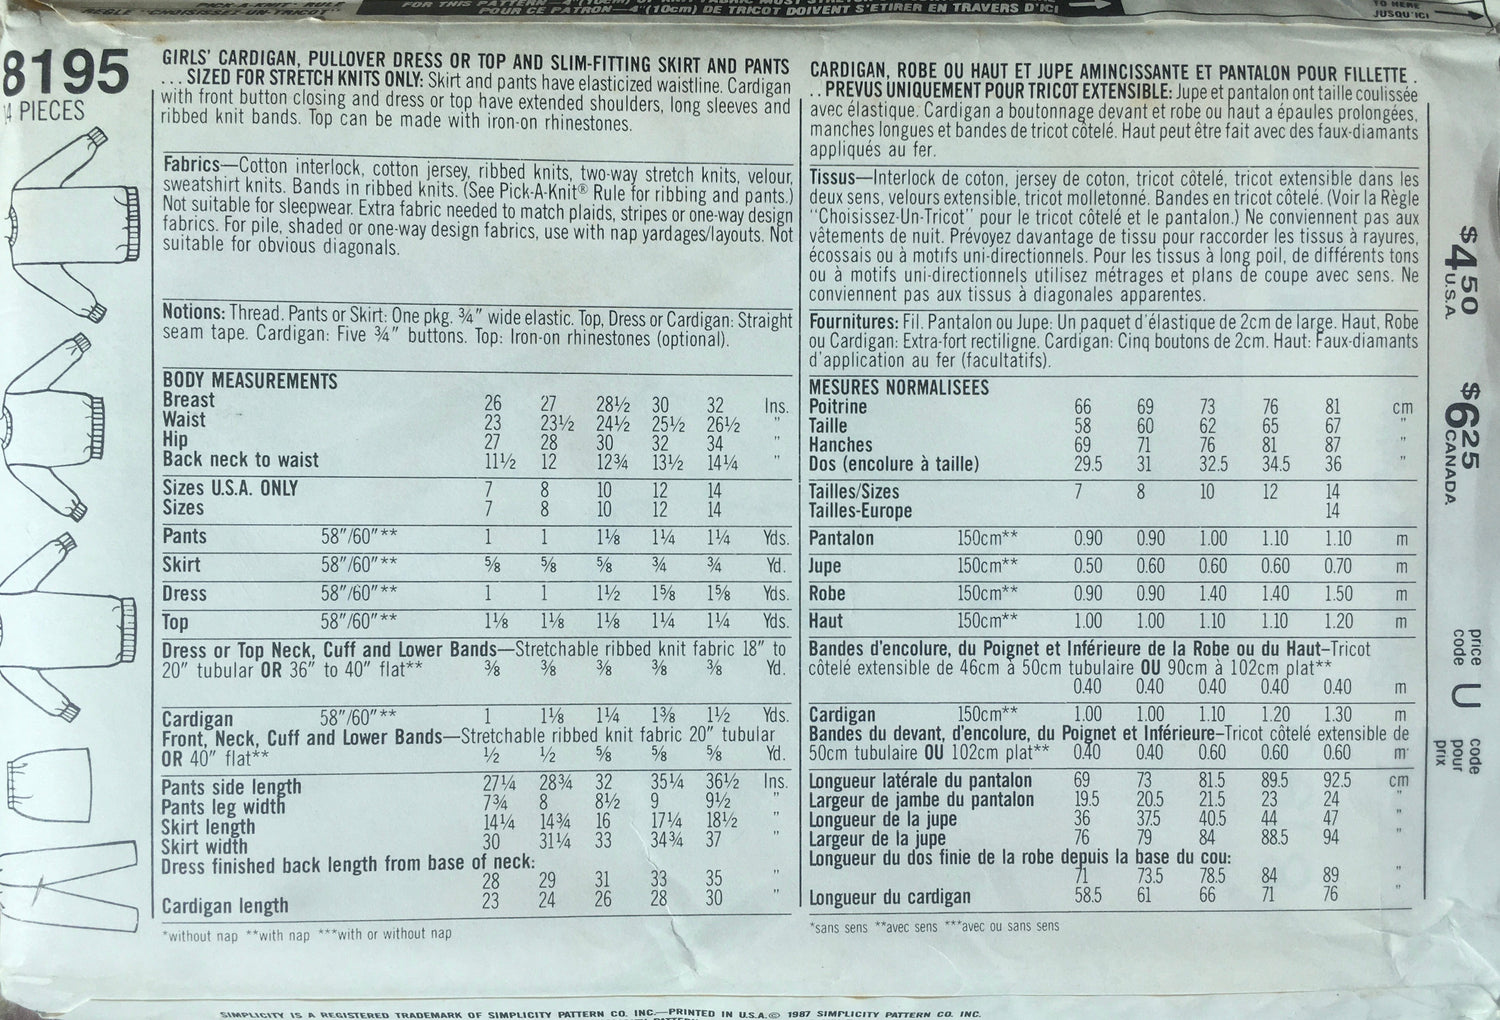 PICK-A-KNIT® RULE
REGLE "CHOISISSEZ-UN-TRICOT"
FOR THIS PATTERN—4"(10cm) OF KNIT FABRIC MUST STRETCH
POUR CE PATRON—4"(10cm) DE TRICOT DOIVENT S'ETIRER EN TRAVERS D'ICI
TO HERE
JUSQU'ICI
8195
14 PIECES
GIRLS' CARDIGAN, PULLOVER DRESS OR TOP AND SLIM-FITTING SKIRT AND PANTS
. . . SIZED FOR STRETCH KNITS ONLY: Skirt and pants have elasticized waistline. Cardigan
with front button closing and dress or top have extended shoulders, long sleeves and
ribbed knit bands. Top can be made with iron-on rhinestones.
Fabrics—Cotton interlock, cotton jersey, ribbed knits, two-way stretch knits, velour,
sweatshirt knits. Bands in ribbed knits. (See Pick-A-Knit® Rule for ribbing and pants.)
Not suitable for sleepwear. Extra fabric needed to match plaids, stripes or one-way design
fabrics. For pile, shaded or one-way design fabrics, use with nap yardages/layouts. Not
suitable for obvious diagonals.
Notions: Thread. Pants or Skirt: One pkg. ¾" wide elastic. Top, Dress or Cardigan: Straight
seam tape. Cardigan: Five ¾" buttons. Top: Iron-on rhinestones (optional).
BODY MEASUREMENTS
Breast 26 27 28½ 30 32 Ins.
Waist 23 23½ 24½ 25½ 26½ "
Hip 27 28 30 32 34 "
Back neck to waist 11½ 12 12¾ 13½ 14¼ "
Sizes U.S.A. ONLY 7 8 10 12 14
Sizes 7 8 10 12 14
Pants 58"/60"** 1 1 1⅛ 1¼ 1¼ Yds.
Skirt 58"/60"** ⅝ ⅝ ⅝ ¾ ¾ Yd.
Dress 58"/60"** 1 1 1½ 1⅝ 1⅝ Yds.
Top 58"/60"** 1⅛ 1⅛ 1⅛ 1¼ 1¼ Yds.
Dress or Top Neck, Cuff and Lower Bands—Stretchable ribbed knit fabric 18" to
20" tubular OR 36" to 40" flat** ⅜ ⅜ ⅜ ⅜ ⅜ Yd.
Cardigan 58"/60"** 1 1⅛ 1¼ 1⅜ 1½ Yds.
Front, Neck, Cuff and Lower Bands—Stretchable ribbed knit fabric 20" tubular
OR 40" flat** ½ ½ ⅝ ⅝ ⅝ Yd.
Pants side length 27¼ 28¾ 32 35¼ 36½ Ins.
Pants leg width 7¾ 8 8½ 9 9½ "
Skirt length 14¼ 14¾ 16 17¼ 18½ "
Skirt width 30 31¼ 33 34¾ 37 "
Dress finished back length from base of neck:
28 29 31 33 35 "
Cardigan length 23 24 26 28 30 "
*without nap **with nap ***with or without nap
CARDIGAN, ROBE OU HAUT ET JUPE AMINCISSANTE ET PANTALON POUR FILLETTE .
. . PREVUS UNIQUEMENT POUR TRICOT EXTENSIBLE: Jupe et pantalon ont taille coulissée
avec élastique. Cardigan a boutonnage devant et robe ou haut a épaules prolongées,
manches longues et bandes de tricot côtelé. Haut peut être fait avec des faux-diamants
appliqués au fer.
Tissus—Interlock de coton, jersey de coton, tricot côtelé, tricot extensible dans les
deux sens, velours extensible, tricot molletonné. Bandes en tricot côtelé. (Voir la Règle
"Choisissez-Un-Tricot" pour le tricot côtelé et le pantalon.) Ne conviennent pas aux
vêtements de nuit. Prévoyez davantage de tissu pour raccorder les tissus à rayures,
écossais ou à motifs uni-directionnels. Pour les tissus à long poil, de différents tons
ou à motifs uni-directionnels utilisez métrages et plans de coupe avec sens. Ne
conviennent pas aux tissus à diagonales apparentes.
Fournitures: Fil. Pantalon ou Jupe: Un paquet d'élastique de 2cm de large. Haut, Robe
ou Cardigan: Extra-fort rectiligne. Cardigan: Cinq boutons de 2cm. Haut: Faux-diamants
d'application au fer (facultatifs).
MESURES NORMALISEES
Poitrine 66 69 73 76 81 cm
Taille 58 60 62 65 67 "
Hanches 69 71 76 81 87 "
Dos (encolure à taille) 29.5 31 32.5 34.5 36 "
Tailles/Sizes 7 8 10 12 14
Tailles-Europe 14
Pantalon 150cm** 0.90 0.90 1.00 1.10 1.10 m
Jupe 150cm** 0.50 0.60 0.60 0.60 0.70 m
Robe 150cm** 0.90 0.90 1.40 1.40 1.50 m
Haut 150cm** 1.00 1.00 1.10 1.10 1.20 m
Bandes d'encolure, du Poignet et Inférieure de la Robe ou du Haut–Tricot
côtelé extensible de 46cm à 50cm tubulaire OU 90cm à 102cm plat**
0.40 0.40 0.40 0.40 0.40 m
Cardigan 150cm** 1.00 1.00 1.10 1.20 1.30 m
Bandes du devant, d'encolure, du Poignet et Inférieure–Tricot côtelé extensible de
50cm tubulaire OU 102cm plat** 0.40 0.40 0.60 0.60 0.60 m
Longueur latérale du pantalon 69 73 81.5 89.5 92.5 cm
Largeur de jambe du pantalon 19.5 20.5 21.5 23 24 "
Longueur de la jupe 36 37.5 40.5 44 47 "
Largeur de la jupe 76 79 84 88.5 94 "
Longueur du dos finie de la robe depuis la base du cou:
71 73.5 78.5 84 89 "
Longueur du cardigan 58.5 61 66 71 76 "
*sans sens **avec sens ***avec ou sans sens
$4.50
U.S.A.
$6.25
CANADA
price
code
U
code
pour
prix
SIMPLICITY IS A REGISTERED TRADEMARK OF SIMPLICITY PATTERN CO. INC.—PRINTED IN U.S.A.© 1987 SIMPLICITY PATTERN CO. INC.